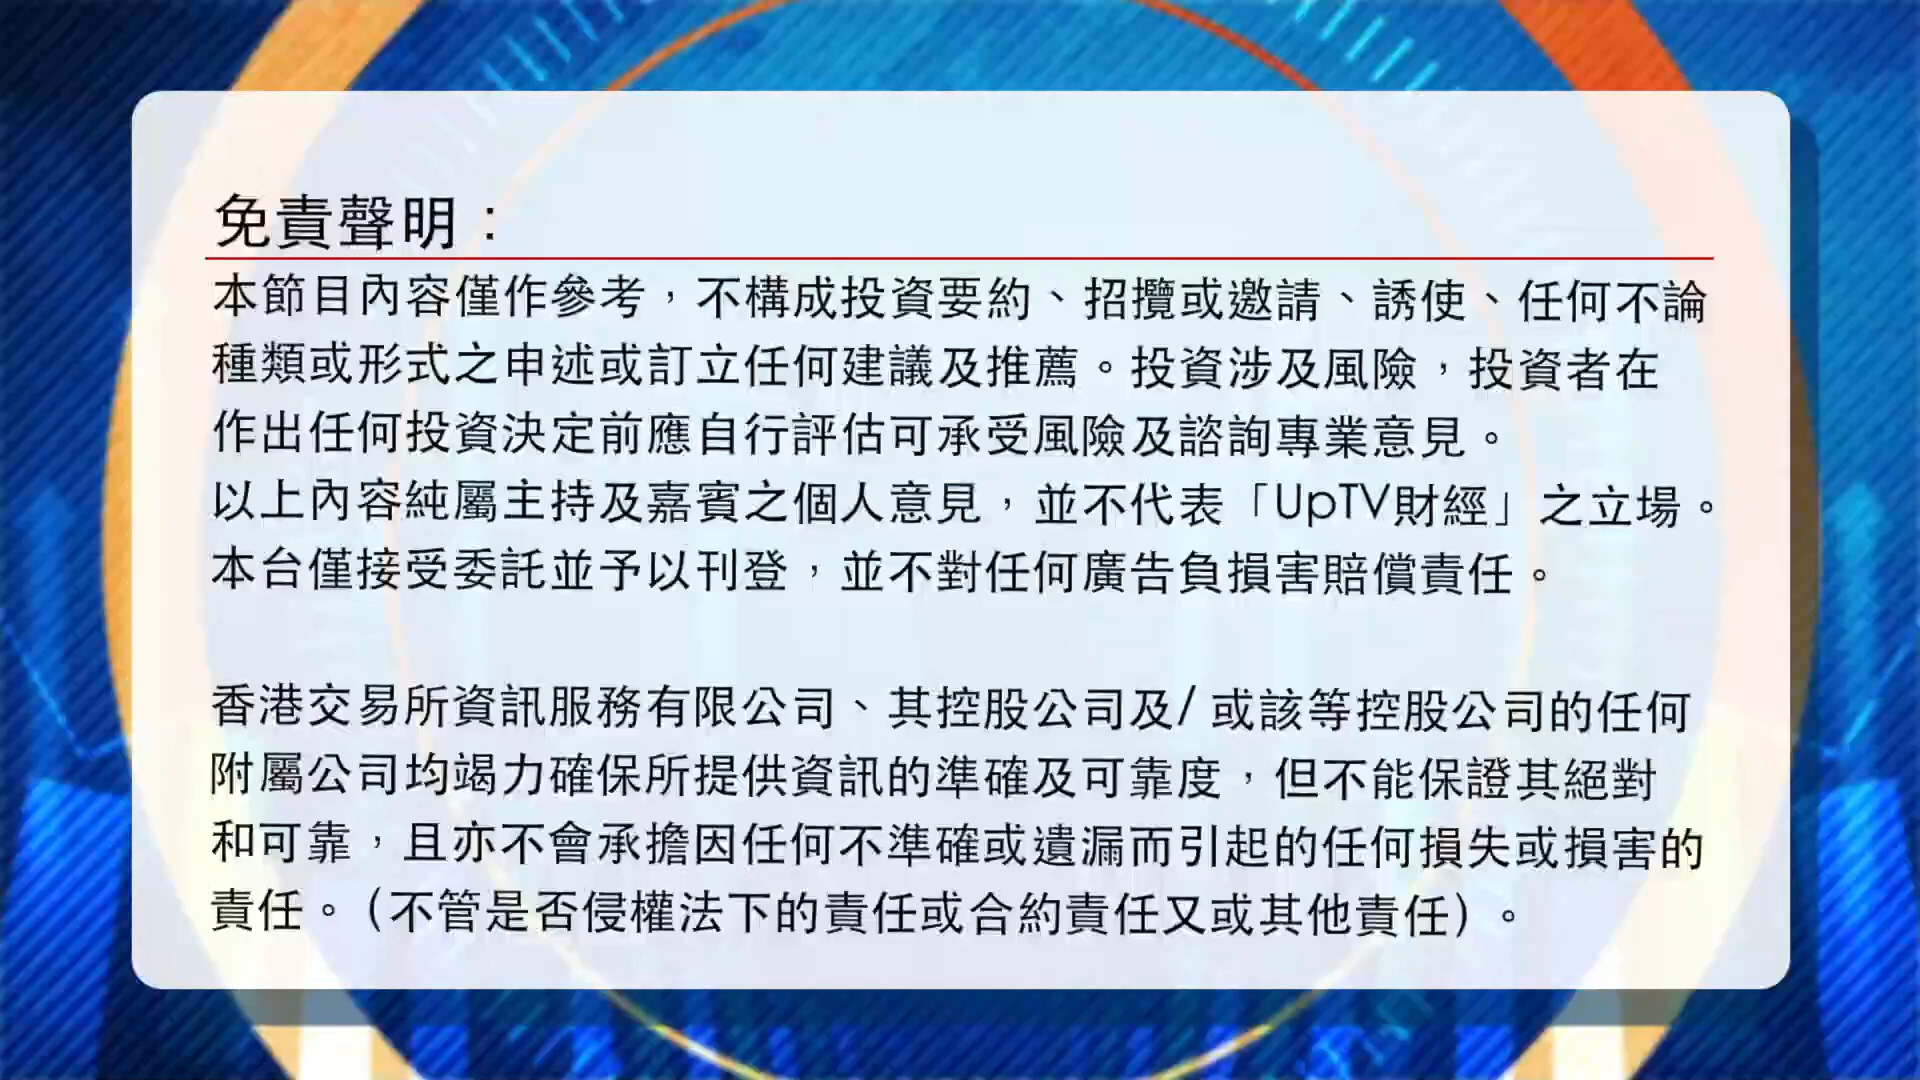 免責聲明：
本節目內容僅作參考，不構成投資要約、招攬或邀請、誘使、任何不論
種類或形式之申述或訂立任何建議及推薦。投資涉及風險，投資者在
作出任何投資決定前應自行評估可承受風險及諮詢專業意見。
以上內容純屬主持及嘉賓之個人意見，並不代表「UpTV財經」之立場。
本台僅接受委託並予以刊登，並不對任何廣告負損害賠償責任。
香港交易所資訊服務有限公司、其控股公司及/ 或該等控股公司的任何
附屬公司均竭力確保所提供資訊的準確及可靠度，但不能保證其絕對
和可靠，且亦不會承擔因任何不準確或遺漏而引起的任何損失或損害的
責任。(不管是否侵權法下的責任或合約責任又或其他責任) 。